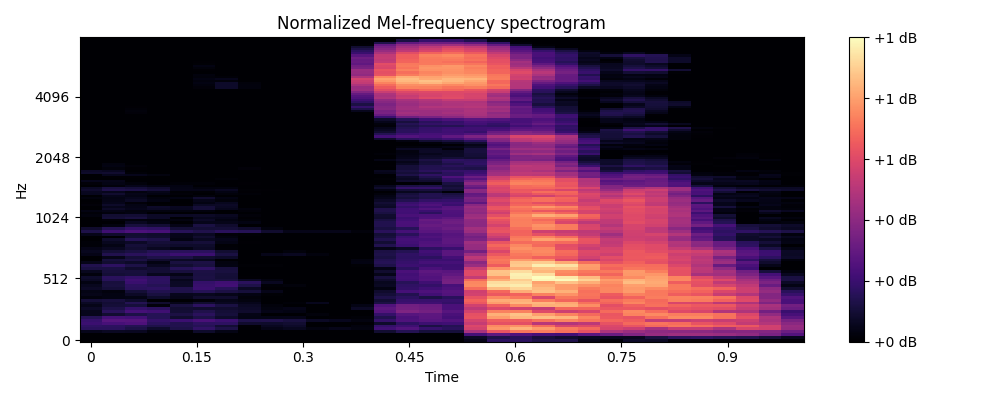 Normalized Mel-frequency spectrogram
+1 dB
4096
+1 dB
2048
+1 dB
Hz
1024
+0 dB
512
+0 dB
0
+0 dB
0 0.15 0.3 0.45 0.6 0.75 0.9
Time